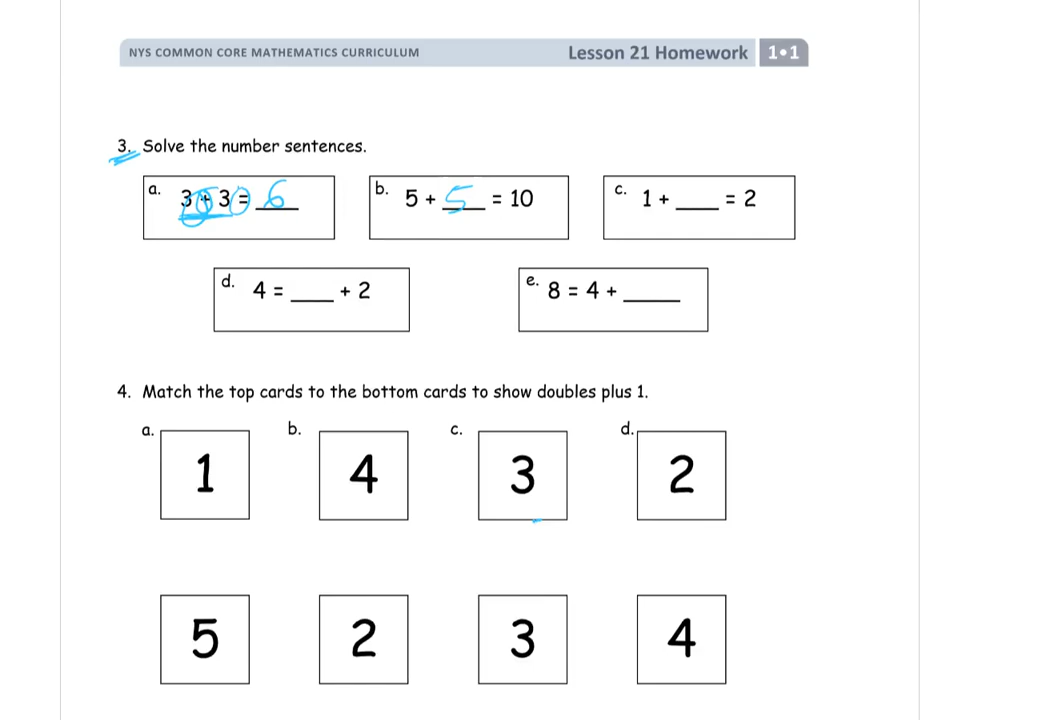 NYS COMMON CORE MATHEMATICS CURRICULUM Lesson 21 Homework 1•1
3. Solve the number sentences.
a. 3 + 3 = 6 b. 5 + 5 = 10 c. 1 + ____ = 2
d. 4 = ____ + 2 e. 8 = 4 + _____
4. Match the top cards to the bottom cards to show doubles plus 1.
a. b. c. d.
1 4 3 2
5 2 3 4